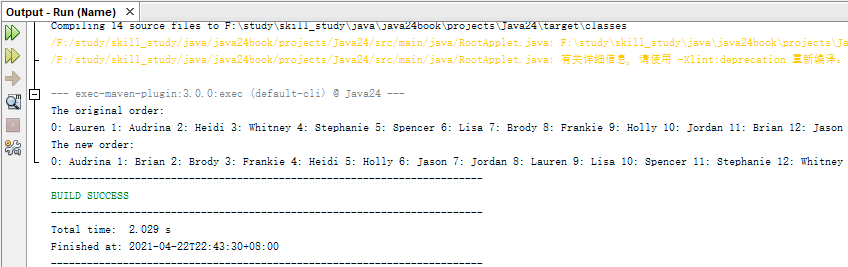 Output - Run (Name)
Compiling 14 source files to F:\study\skill_study\java\java24book\projects\Java24\target\classes
/F:/study/skill_study/java/java24book/projects/Java24/src/main/java/RootApplet.java: F:\study\skill_study\java\java24book\projects\Ja
/F:/study/skill_study/java/java24book/projects/Java24/src/main/java/RootApplet.java: 有关详细信息, 请使用 -Xlint:deprecation 重新编译。
--- exec-maven-plugin:3.0.0:exec (default-cli) @ Java24 ---
The original order:
0: Lauren 1: Audrina 2: Heidi 3: Whitney 4: Stephanie 5: Spencer 6: Lisa 7: Brody 8: Frankie 9: Holly 10: Jordan 11: Brian 12: Jason
The new order:
0: Audrina 1: Brian 2: Brody 3: Frankie 4: Heidi 5: Holly 6: Jason 7: Jordan 8: Lauren 9: Lisa 10: Spencer 11: Stephanie 12: Whitney
------------------------------------------------------------------------
BUILD SUCCESS
------------------------------------------------------------------------
Total time:  2.029 s
Finished at: 2021-04-22T22:43:30+08:00
------------------------------------------------------------------------